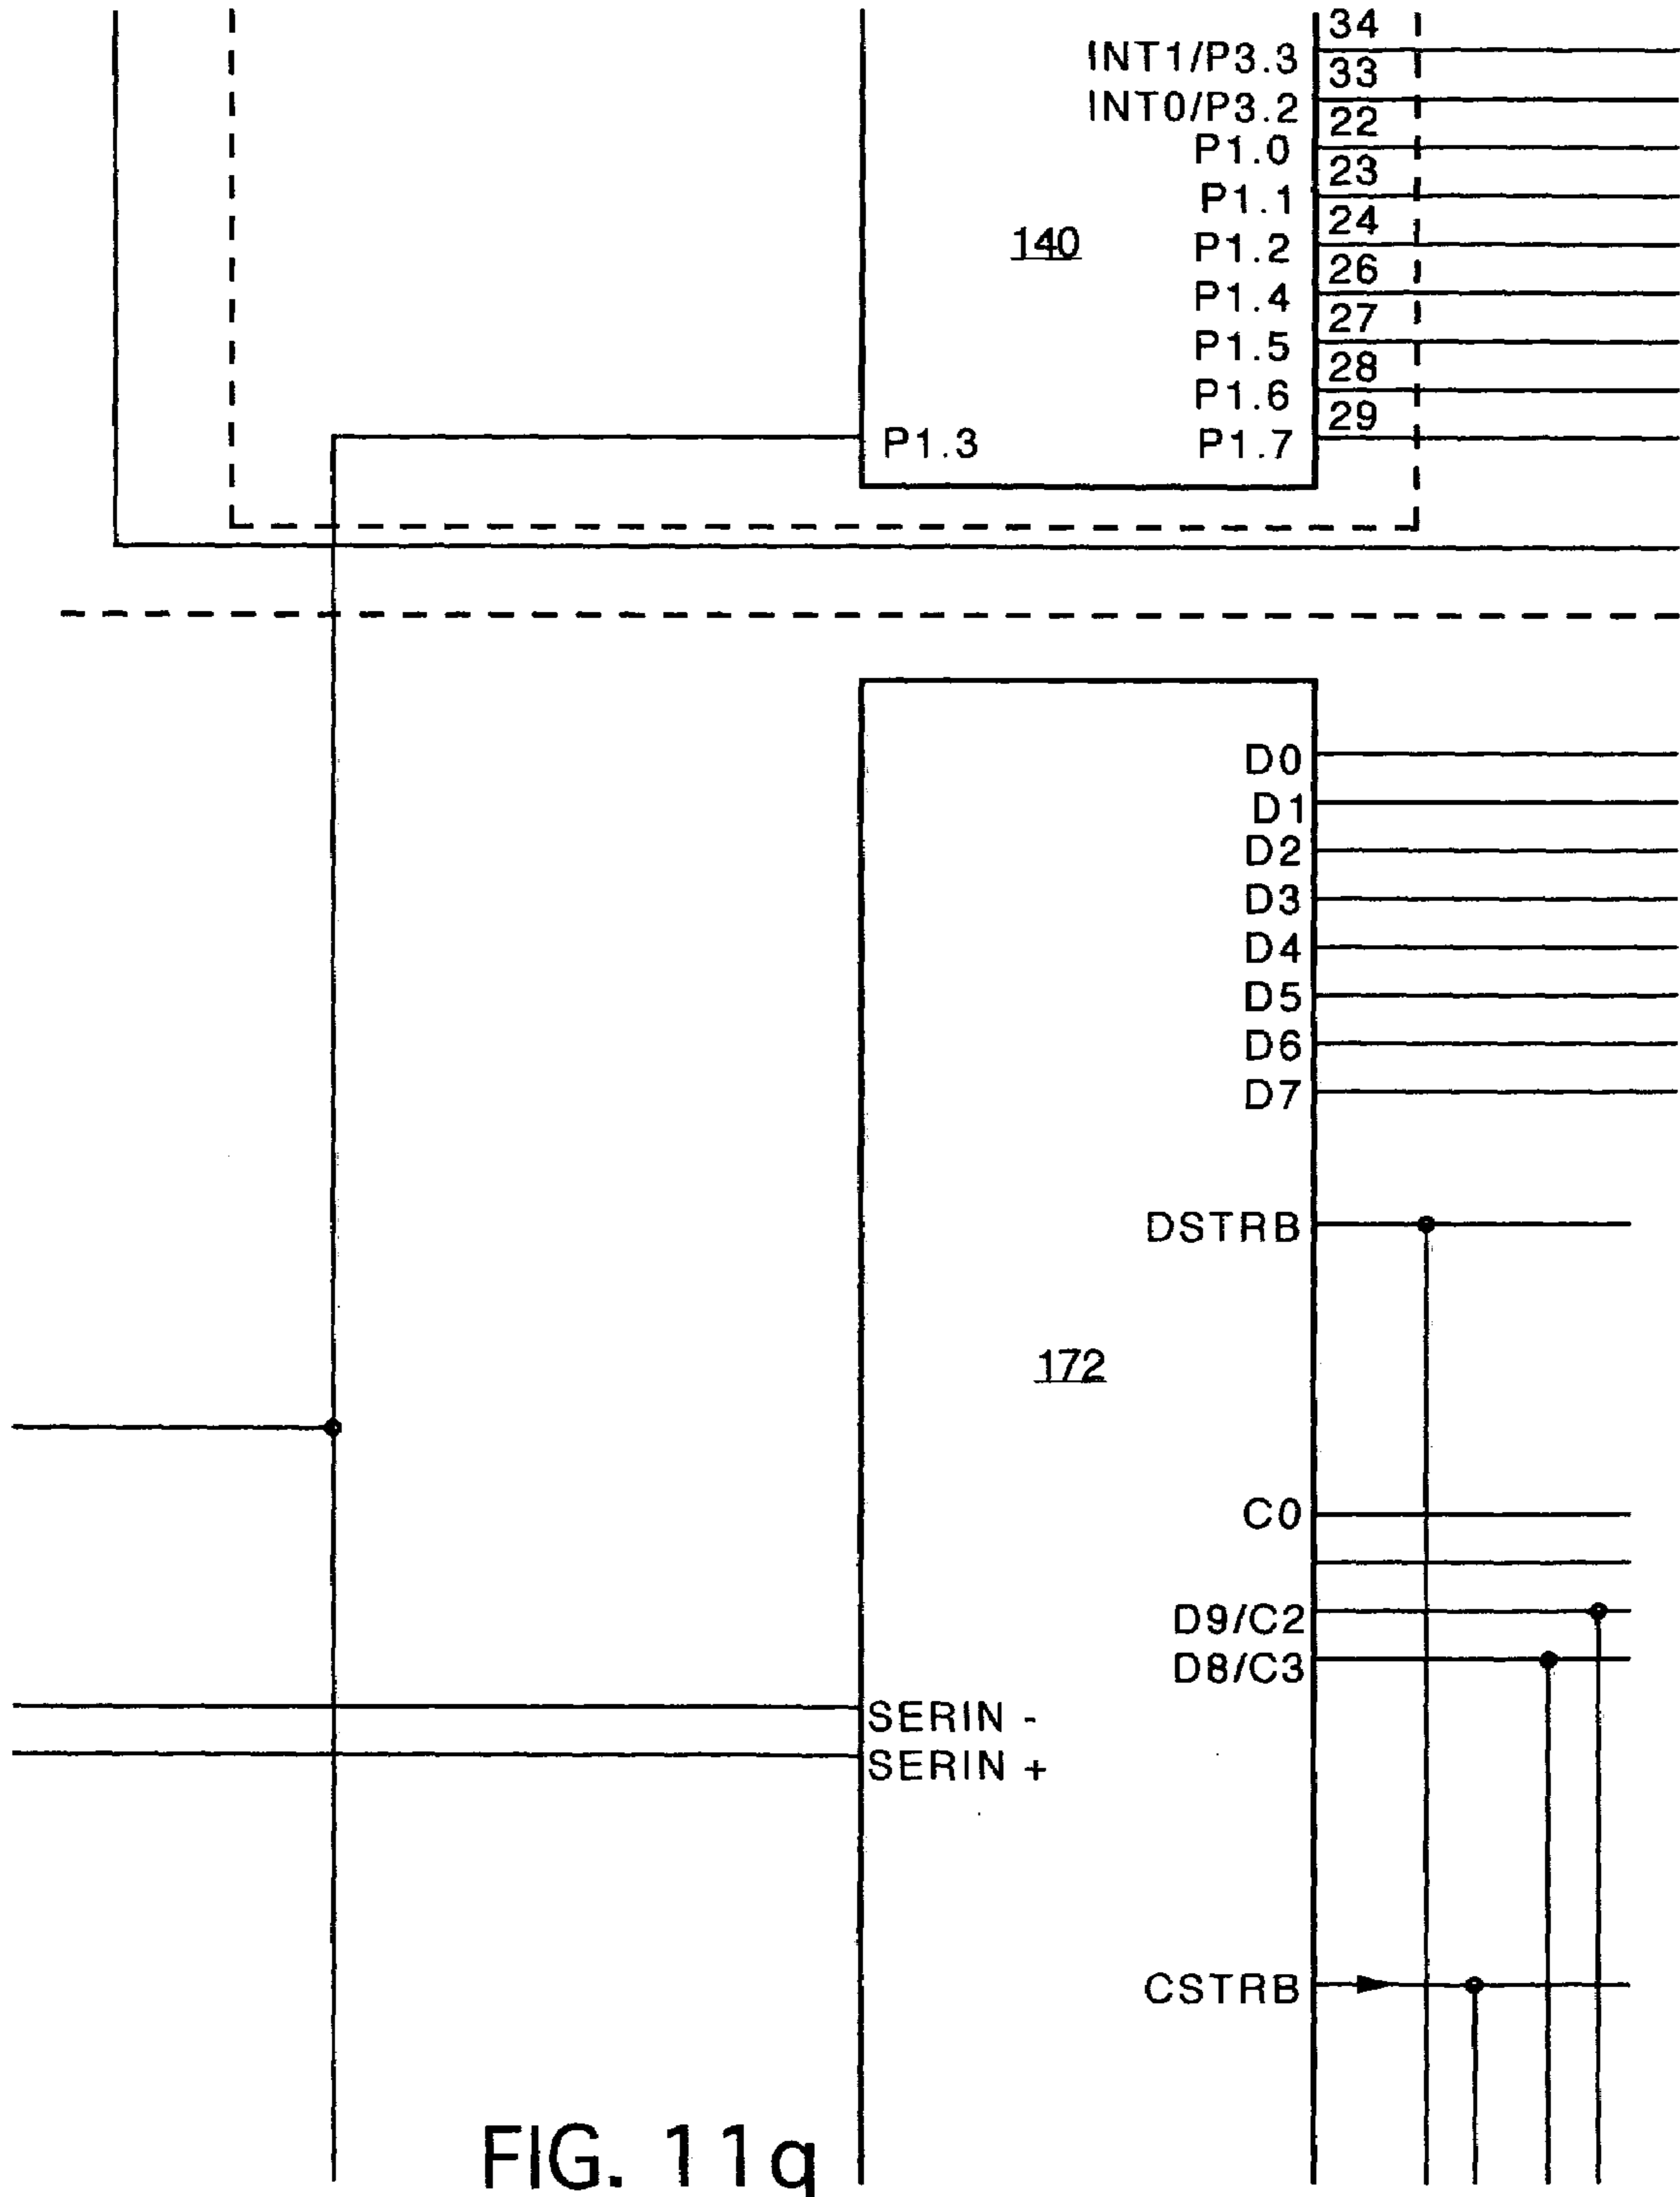 34
INT1/P3.3
33
INT0/P3.2
22
P1.0
23
P1.1
24
140
P1.2
26
P1.4
27
P1.5
28
P1.6
29
P1.3
P1.7
D0
D1
D2
D3
D4
D5
D6
D7
DSTRB
172
C0
D9/C2
D8/C3
SERIN -
SERIN +
CSTRB
FIG. 11q